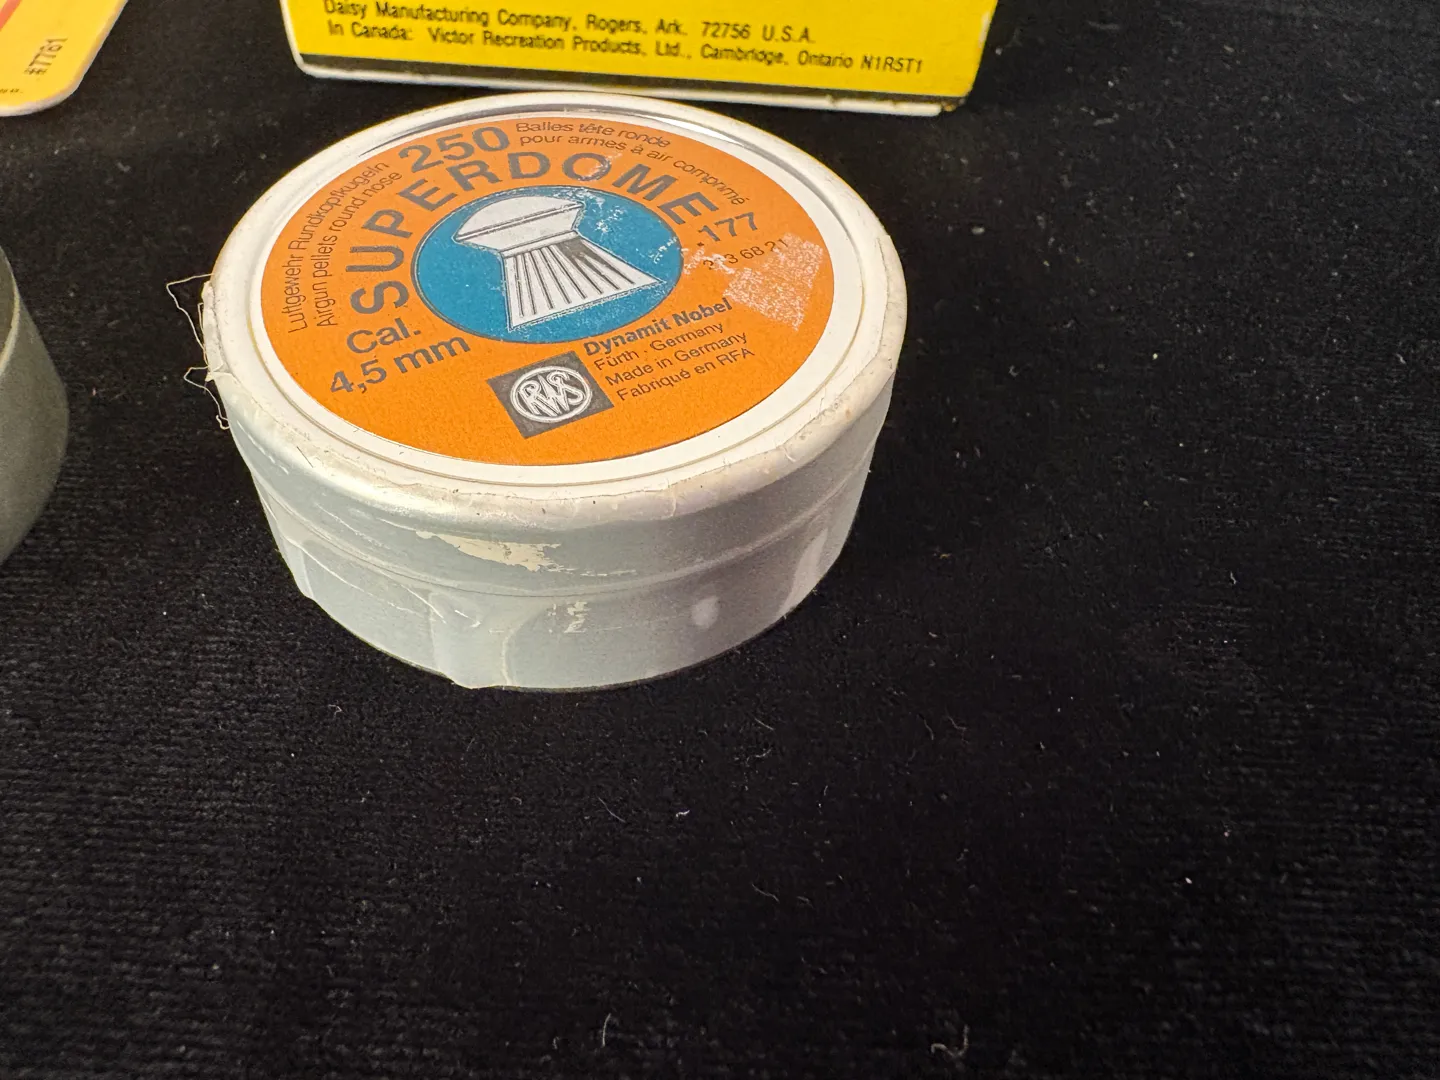 Daisy Manufacturing Company, Rogers, Ark. 72756 U.S.A.
In Canada: Victor Recreation Products, Ltd., Cambridge, Ontario N1R5T1
7761
250
SUPERDOME
Luftgewehr Rundkopfkugeln
Airgun pellets round nose
Balles tête ronde
pour armes à air comprimé
.177
Cal.
4,5 mm
RWS
Dynamit Nobel
Fürth . Germany
Made in Germany
Fabriqué en RFA